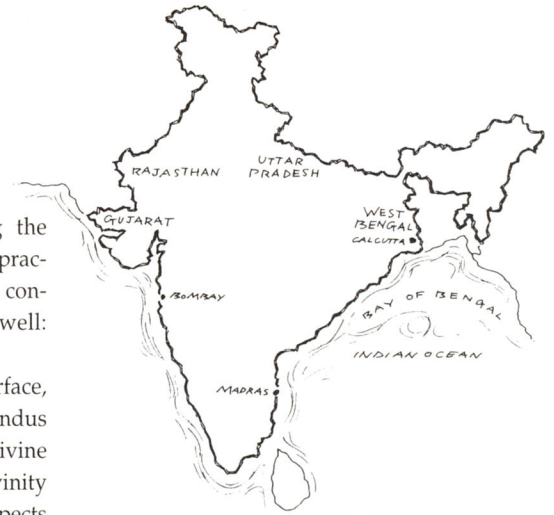 RAJASTHAN
UTTAR
PRADESH
GUJARAT
WEST
BENGAL
CALCUTTA
BOMBAY
BAY OF BENGAL
INDIAN OCEAN
MADRAS
g the
prac-
con-
well:
rface,
ndus
ivine
vinity
pects